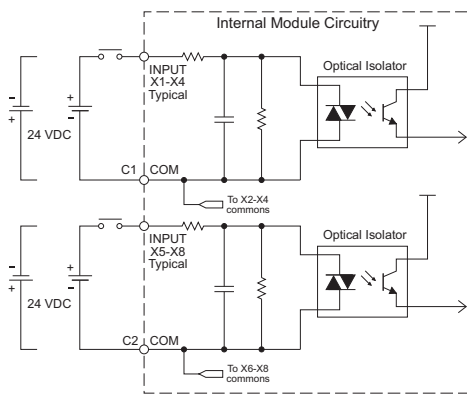 Internal Module Circuitry
INPUT
X1-X4
Typical
Optical Isolator
-
+
+
-
24 VDC
C1
COM
To X2-X4
commons
INPUT
X5-X8
Typical
Optical Isolator
-
+
+
-
24 VDC
C2
COM
To X6-X8
commons